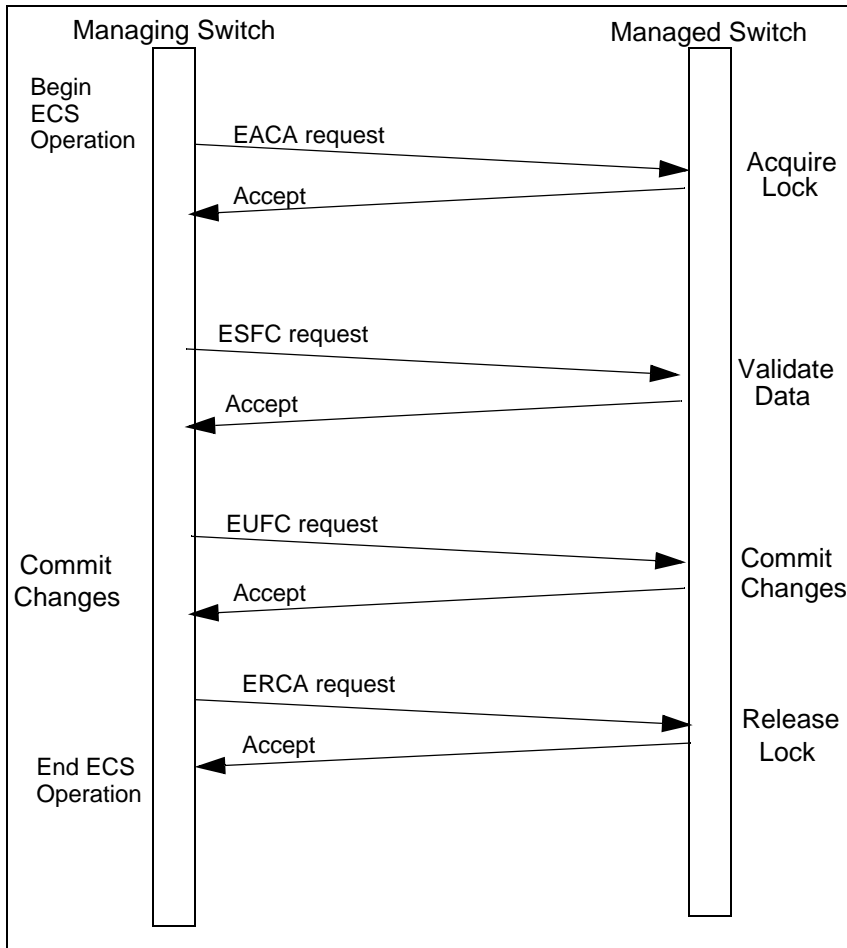 Managing Switch
Managed Switch
Begin
ECS
Operation
EACA request
Acquire
Lock
Accept
ESFC request
Validate
Data
Accept
EUFC request
Commit
Changes
Commit
Changes
Accept
ERCA request
Release
Lock
Accept
End ECS
Operation